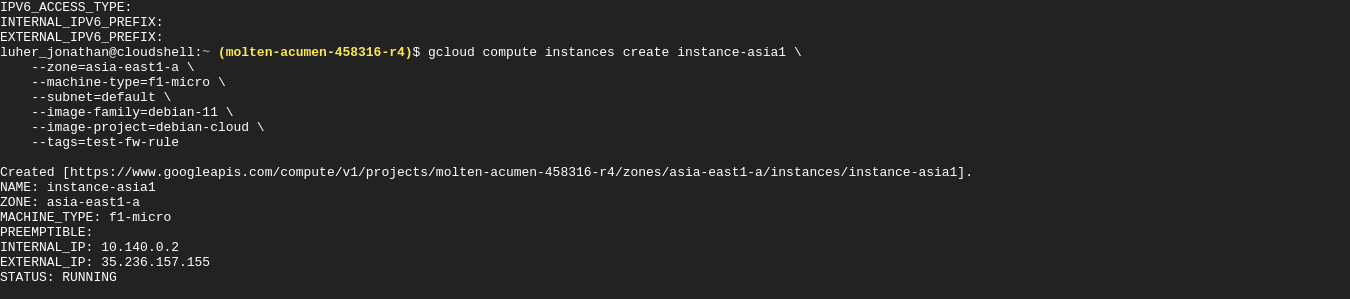 IPV6_ACCESS_TYPE:
INTERNAL_IPV6_PREFIX:
EXTERNAL_IPV6_PREFIX:
luher_jonathan@cloudshell:~ (molten-acumen-458316-r4)$ gcloud compute instances create instance-asia1 \
    --zone=asia-east1-a \
    --machine-type=f1-micro \
    --subnet=default \
    --image-family=debian-11 \
    --image-project=debian-cloud \
    --tags=test-fw-rule
Created [https://www.googleapis.com/compute/v1/projects/molten-acumen-458316-r4/zones/asia-east1-a/instances/instance-asia1].
NAME: instance-asia1
ZONE: asia-east1-a
MACHINE_TYPE: f1-micro
PREEMPTIBLE:
INTERNAL_IP: 10.140.0.2
EXTERNAL_IP: 35.236.157.155
STATUS: RUNNING